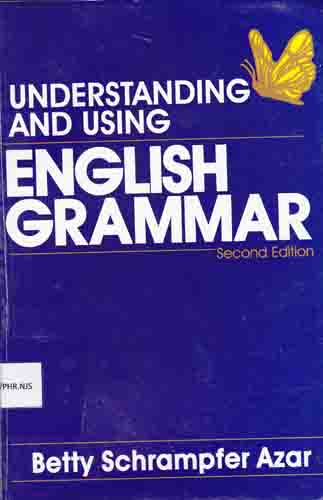 UNDERSTANDING
AND USING
ENGLISH
GRAMMAR
Second Edition
/PHR.NJS
Betty Schrampfer Azar